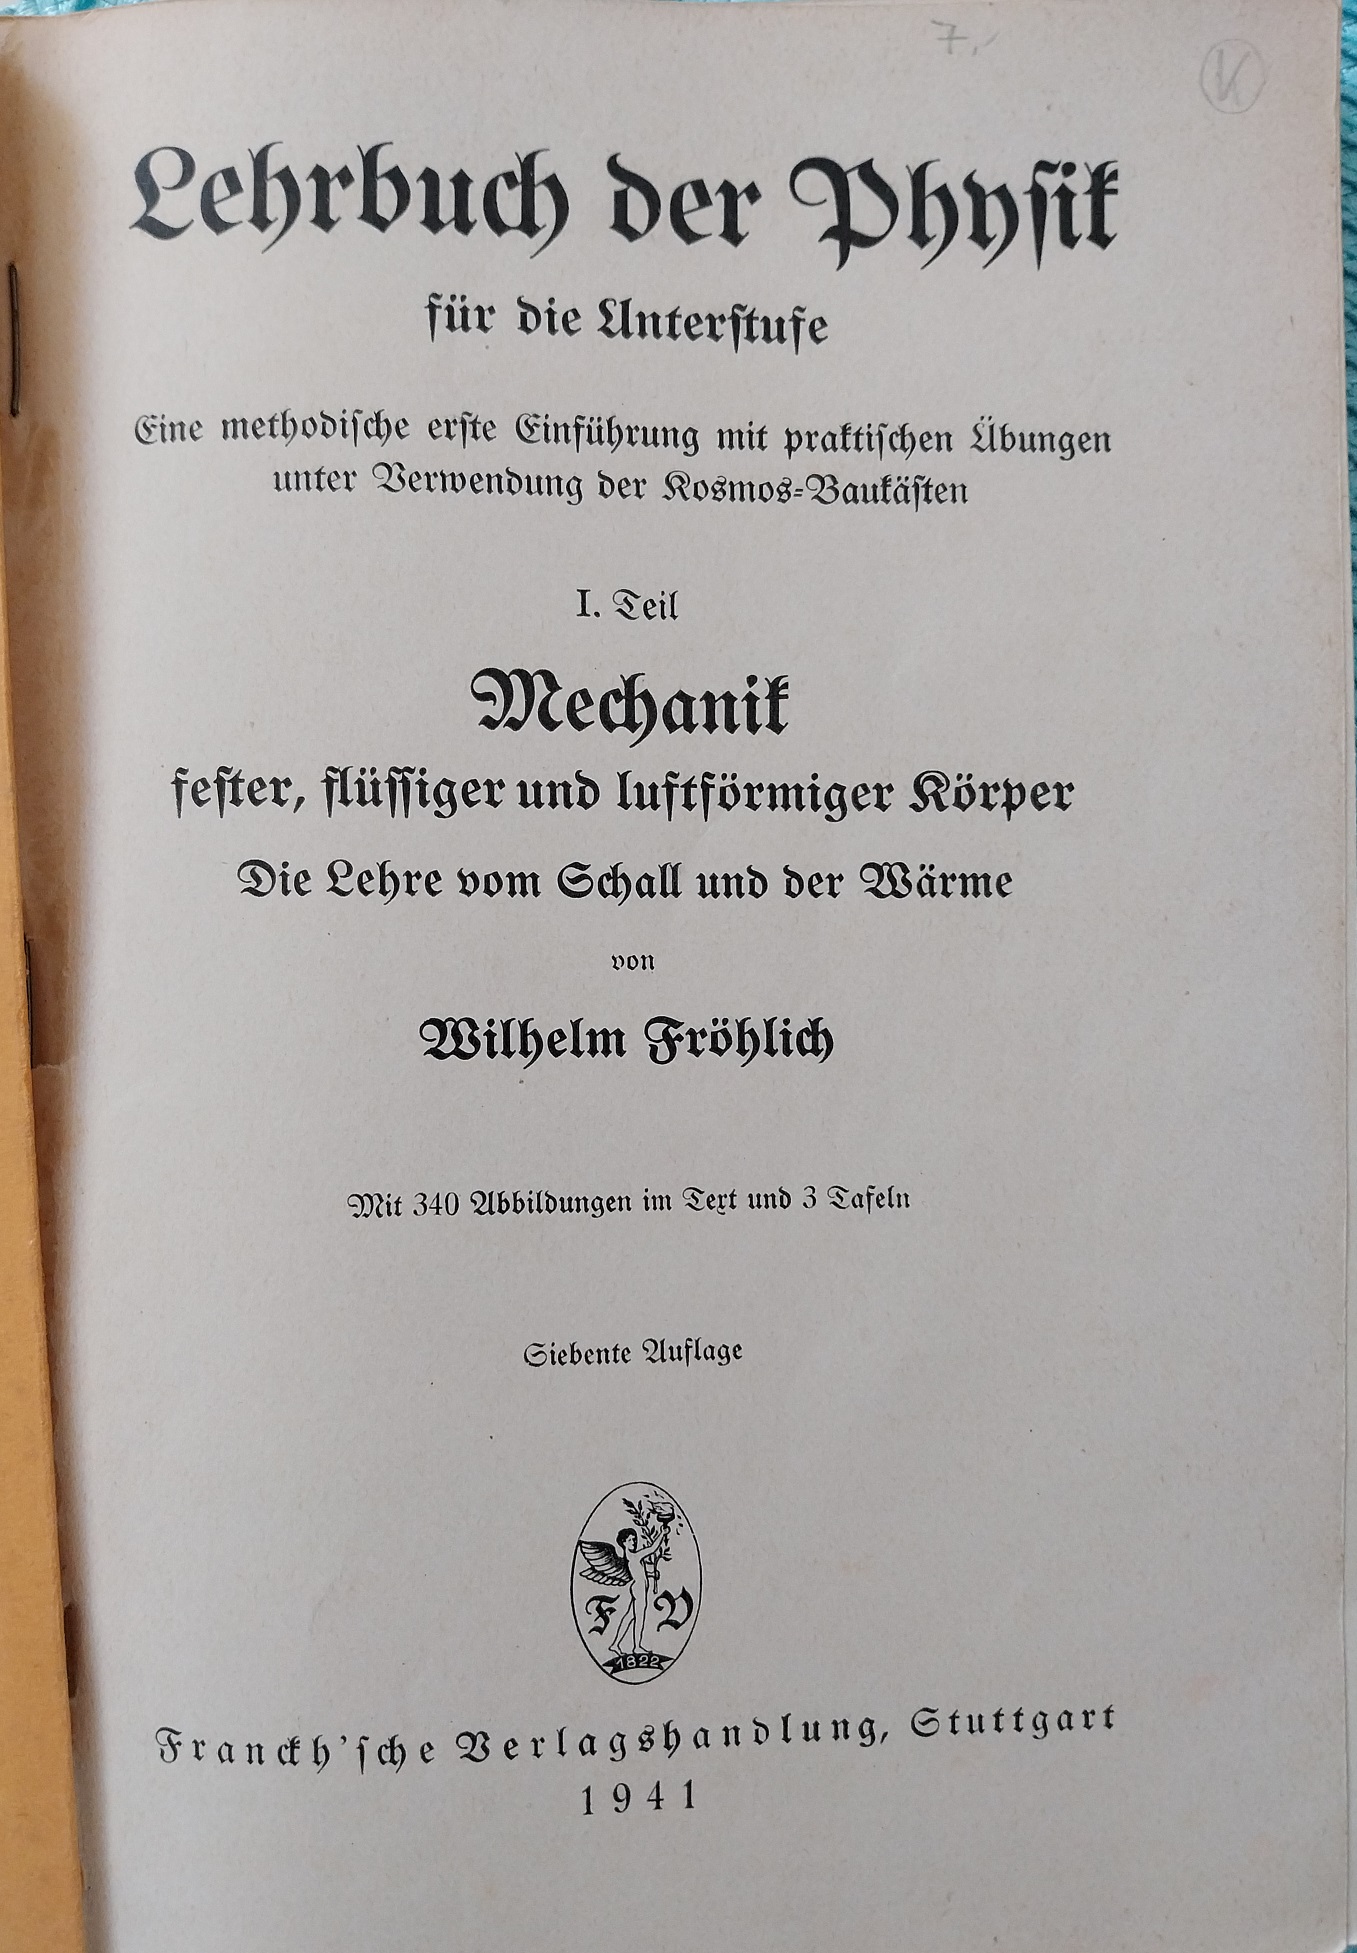 7,-
K
Lehrbuch der Physik
für die Unterstufe
Eine methodische erste Einführung mit praktischen Übungen
unter Verwendung der Kosmos-Baukästen
I. Teil
Mechanik
fester, flüssiger und luftförmiger Körper
Die Lehre vom Schall und der Wärme
von
Wilhelm Fröhlich
Mit 340 Abbildungen im Text und 3 Tafeln
Siebente Auflage
F V
1822
Franckh'sche Verlagshandlung, Stuttgart
1941